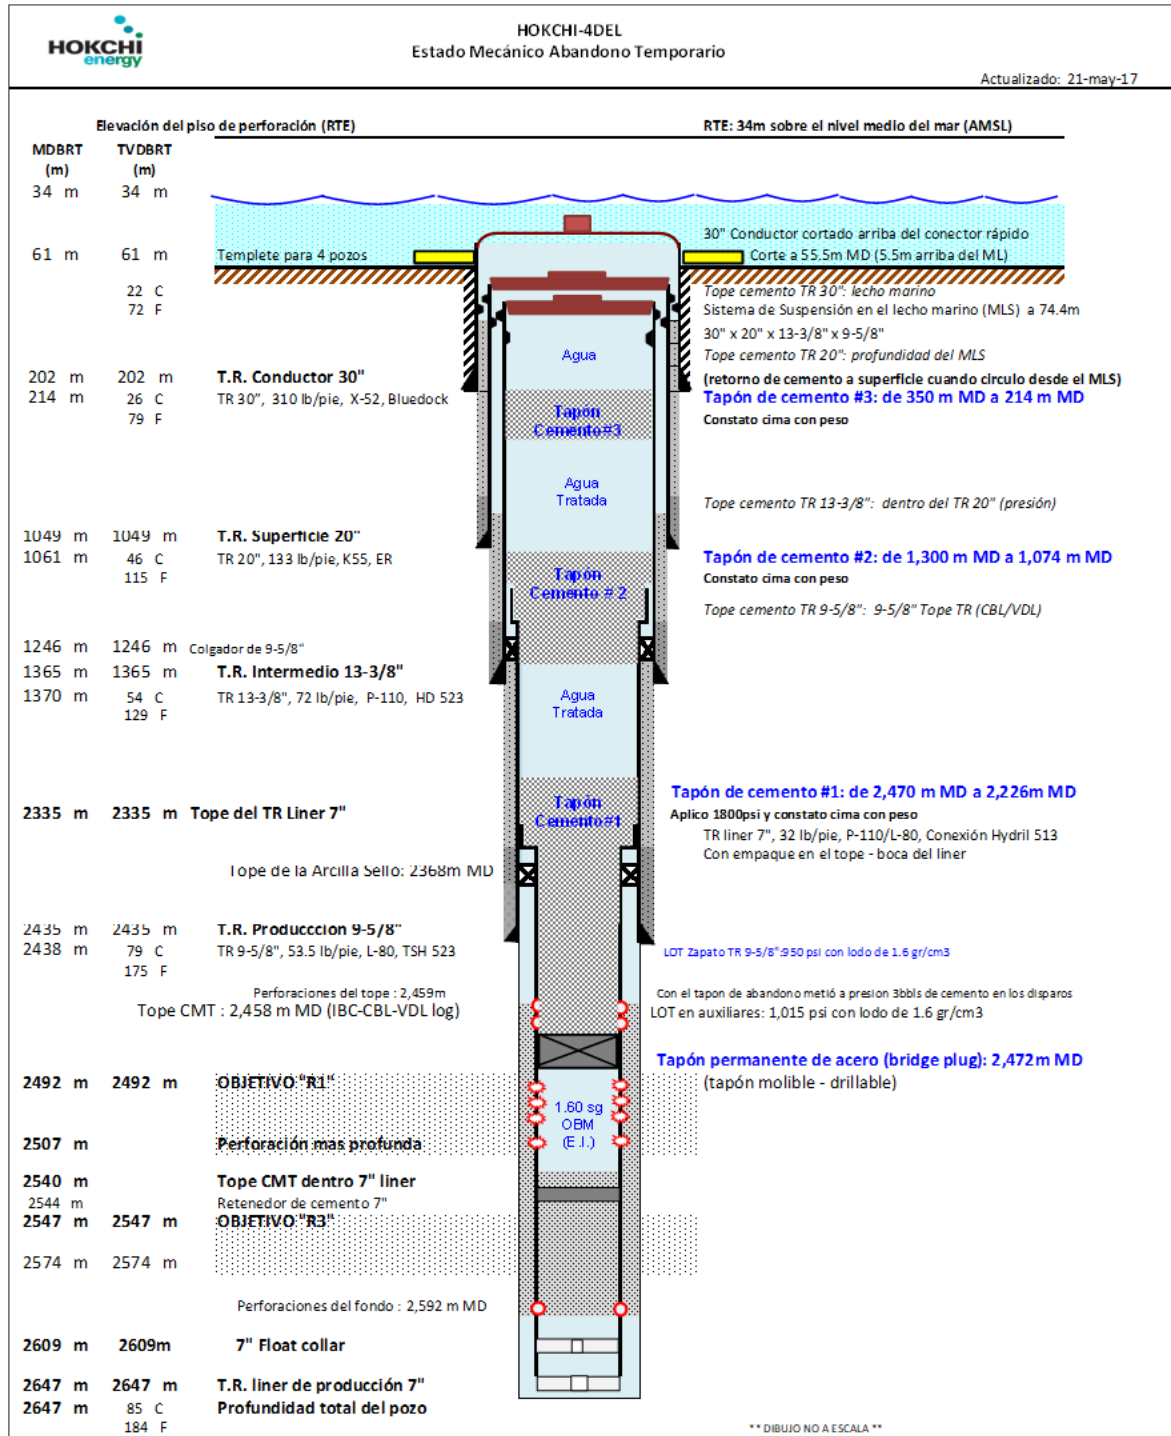 HOKCHI
energy
HOKCHI-4DEL
Estado Mecánico Abandono Temporario
Actualizado: 21-may-17
Elevación del piso de perforación (RTE)
RTE: 34m sobre el nivel medio del mar (AMSL)
MDBRT TVDBRT
(m) (m)
34 m 34 m
30" Conductor cortado arriba del conector rápido
61 m 61 m Templete para 4 pozos Corte a 55.5m MD (5.5m arriba del ML)
22 C Tope cemento TR 30": lecho marino
72 F Sistema de Suspensión en el lecho marino (MLS) a 74.4m
30" x 20" x 13-3/8" x 9-5/8"
Agua Tope cemento TR 20": profundidad del MLS
202 m 202 m T.R. Conductor 30" (retorno de cemento a superficie cuando circulo desde el MLS)
214 m 26 C TR 30", 310 lb/pie, X-52, Bluedock Tapón de cemento #3: de 350 m MD a 214 m MD
79 F Tapón Constato cima con peso
Cemento#3
Agua
Tratada Tope cemento TR 13-3/8": dentro del TR 20" (presión)
1049 m 1049 m T.R. Superficie 20"
1061 m 46 C TR 20", 133 lb/pie, K55, ER Tapón de cemento #2: de 1,300 m MD a 1,074 m MD
115 F Tapón Constato cima con peso
Cemento # 2
Tope cemento TR 9-5/8": 9-5/8" Tope TR (CBL/VDL)
1246 m 1246 m Colgador de 9-5/8"
1365 m 1365 m T.R. Intermedio 13-3/8"
1370 m 54 C TR 13-3/8", 72 lb/pie, P-110, HD 523 Agua
129 F Tratada
Tapón de cemento #1: de 2,470 m MD a 2,226m MD
2335 m 2335 m Tope del TR Liner 7" Tapón Aplico 1800psi y constato cima con peso
Cemento#1 TR liner 7", 32 lb/pie, P-110/L-80, Conexión Hydril 513
Con empaque en el tope - boca del liner
Tope de la Arcilla Sello: 2368m MD
2435 m 2435 m T.R. Producccion 9-5/8"
2438 m 79 C TR 9-5/8", 53.5 lb/pie, L-80, TSH 523 LOT Zapato TR 9-5/8":950 psi con lodo de 1.6 gr/cm3
175 F
Perforaciones del tope : 2,459m Con el tapon de abandono metió a presion 3bbls de cemento en los disparos
Tope CMT : 2,458 m MD (IBC-CBL-VDL log) LOT en auxiliares: 1,015 psi con lodo de 1.6 gr/cm3
Tapón permanente de acero (bridge plug): 2,472m MD
2492 m 2492 m OBJETIVO "R1" (tapón molible - drillable)
1.60 sg
OBM
(E.I.)
2507 m Perforación mas profunda
2540 m Tope CMT dentro 7" liner
2544 m Retenedor de cemento 7"
2547 m 2547 m OBJETIVO "R3"
2574 m 2574 m
Perforaciones del fondo : 2,592 m MD
2609 m 2609m 7" Float collar
2647 m 2647 m T.R. liner de producción 7"
2647 m 85 C Profundidad total del pozo
184 F
** DIBUJO NO A ESCALA **